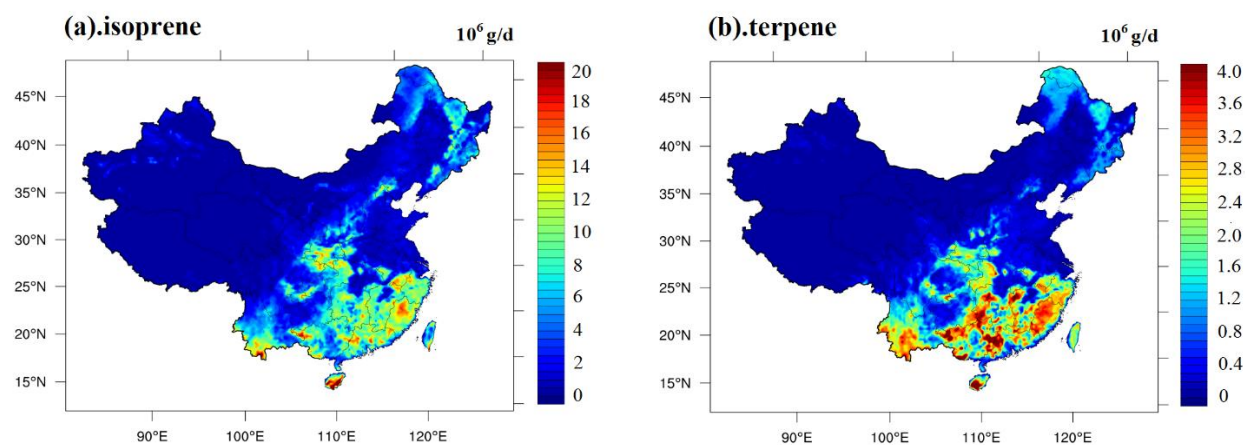 (a).isoprene
10⁶ g/d
45°N
40°N
35°N
30°N
25°N
20°N
15°N
90°E 100°E 110°E 120°E
20
18
16
14
12
10
8
6
4
2
0
(b).terpene
10⁶ g/d
45°N
40°N
35°N
30°N
25°N
20°N
15°N
90°E 100°E 110°E 120°E
4.0
3.6
3.2
2.8
2.4
2.0
1.6
1.2
0.8
0.4
0